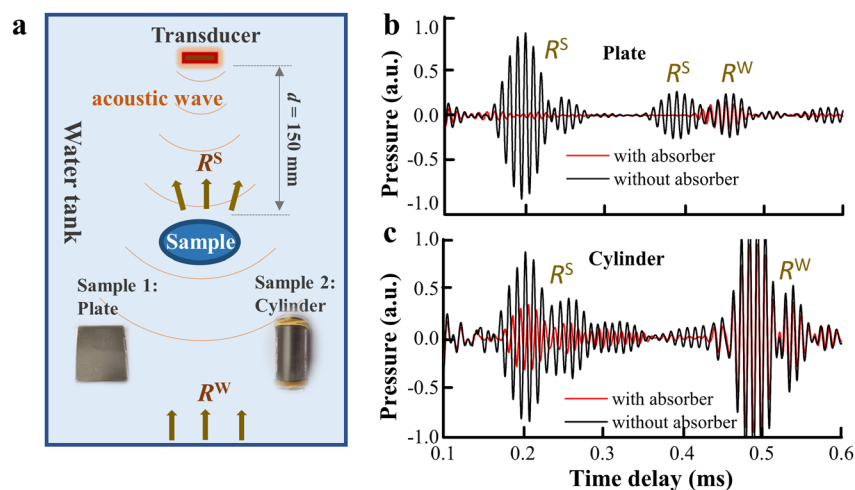 a
Transducer
acoustic wave
d = 150 mm
Water tank
R^S
Sample
Sample 1:
Plate
Sample 2:
Cylinder
R^W
b
Pressure (a.u.)
1.0
0.5
0.0
-0.5
-1.0
R^S
Plate
R^S
R^W
with absorber
without absorber
c
Pressure (a.u.)
1.0
0.5
0.0
-0.5
-1.0
R^S
Cylinder
R^W
with absorber
without absorber
0.1 0.2 0.3 0.4 0.5 0.6
Time delay (ms)